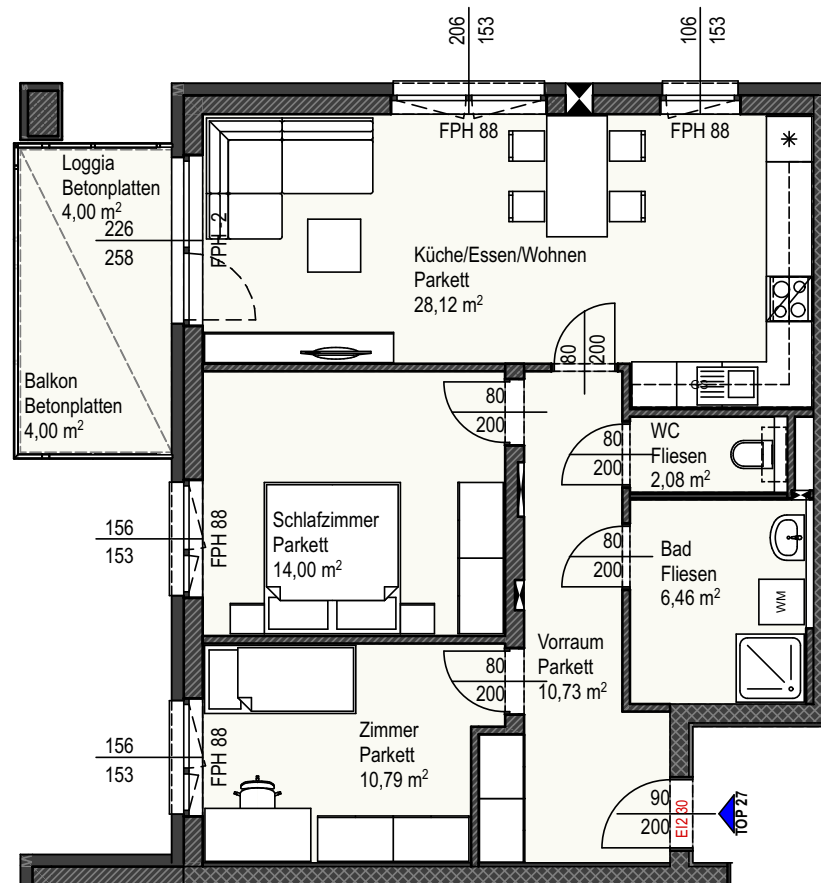 206
153
106
153
FPH 88
FPH 88
Loggia
Betonplatten
4,00 m²
226
258
FPH -2
Küche/Essen/Wohnen
Parkett
28,12 m²
80
200
GS
Balkon
Betonplatten
4,00 m²
80
200
80
200
WC
Fliesen
2,08 m²
156
153
FPH 88
Schlafzimmer
Parkett
14,00 m²
80
200
Bad
Fliesen
6,46 m²
WM
Vorraum
Parkett
10,73 m²
80
200
156
153
FPH 88
Zimmer
Parkett
10,79 m²
90
200
EI2 30
TOP 27